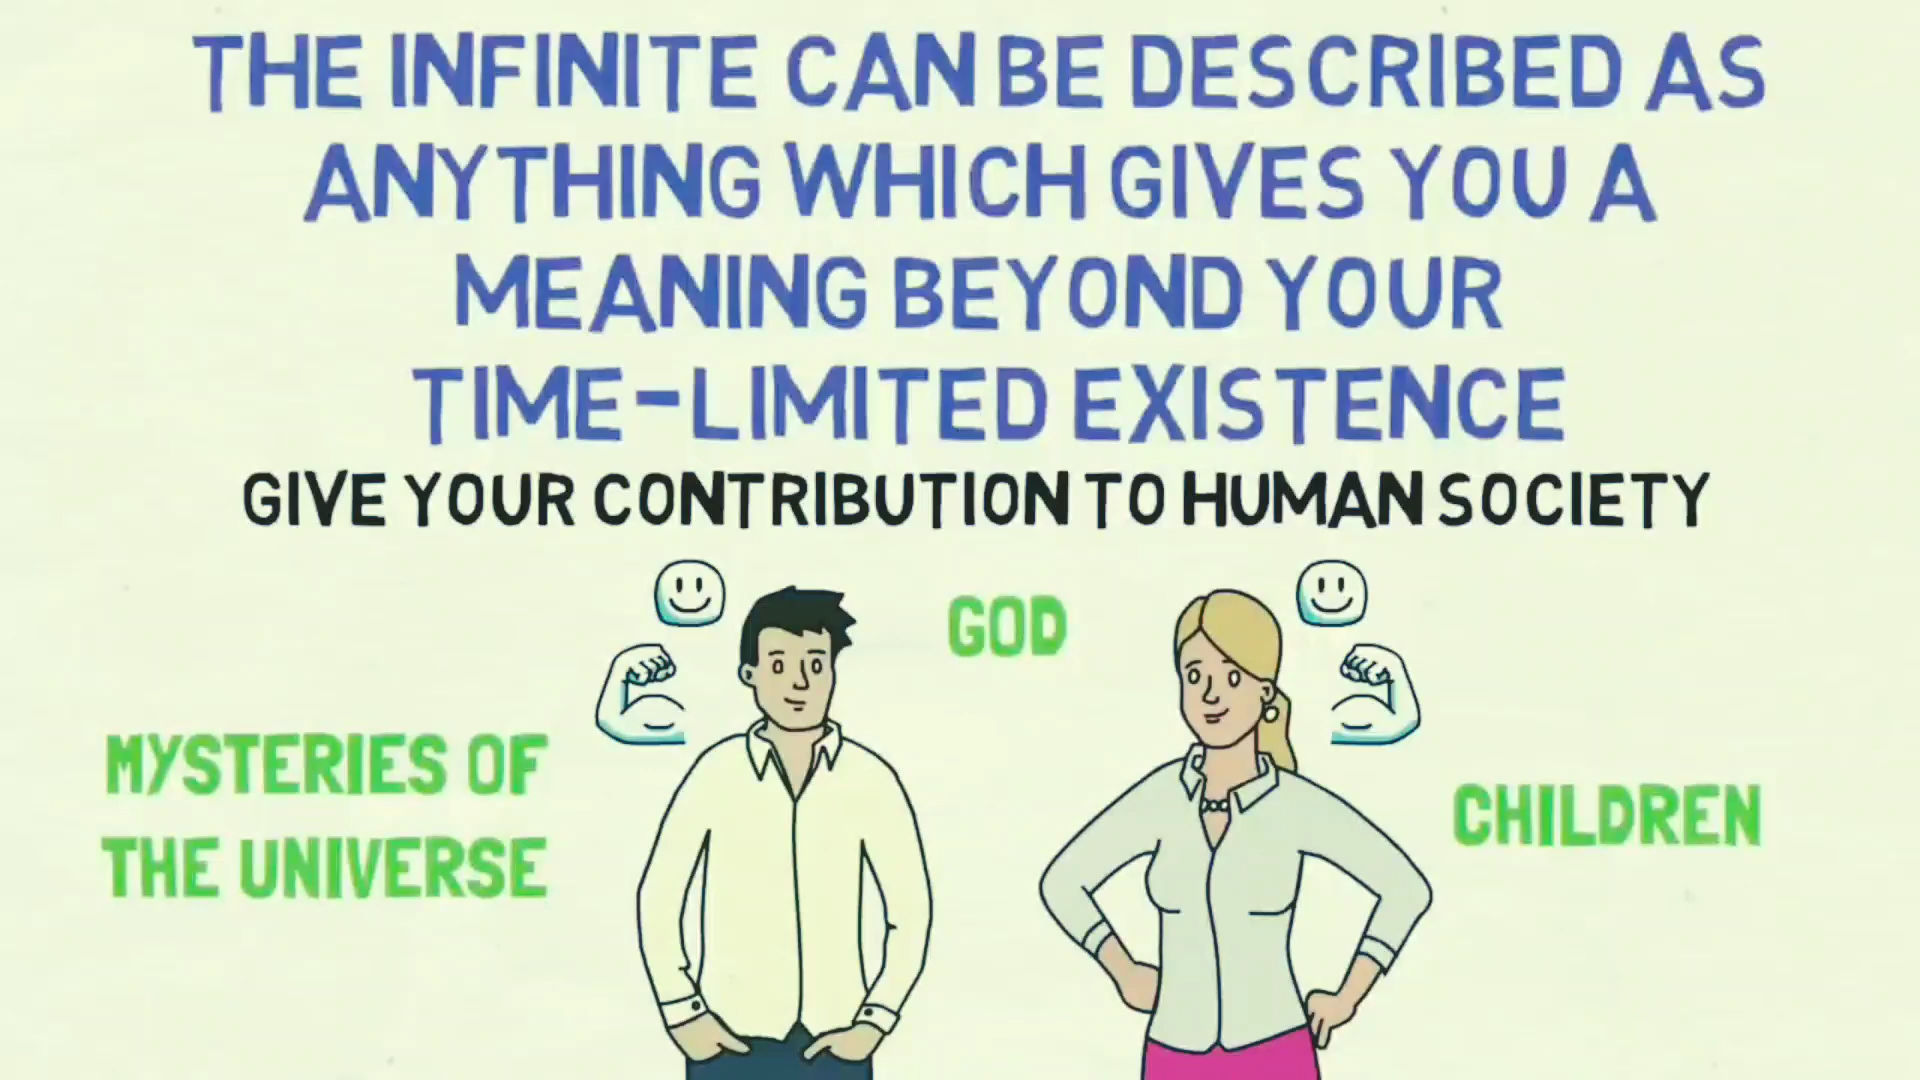 THE INFINITE CAN BE DESCRIBED AS
ANYTHING WHICH GIVES YOU A
MEANING BEYOND YOUR
TIME-LIMITED EXISTENCE
GIVE YOUR CONTRIBUTION TO HUMAN SOCIETY
GOD
MYSTERIES OF
THE UNIVERSE
CHILDREN